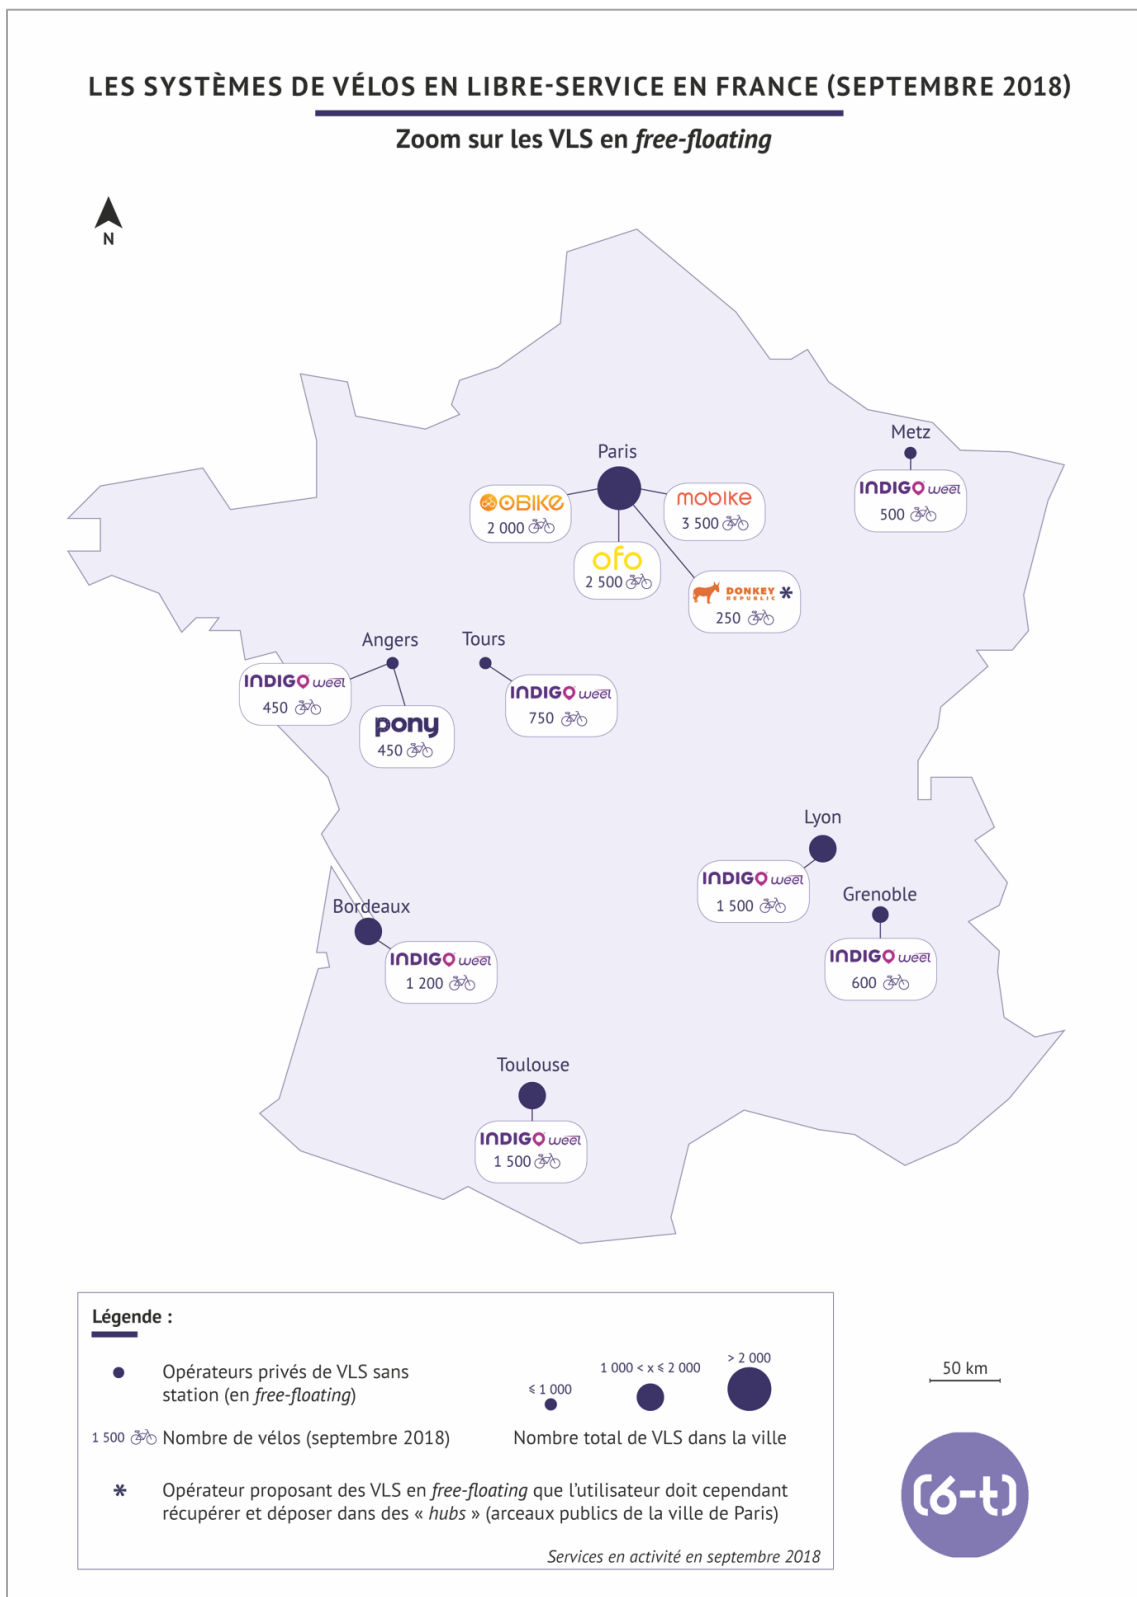 LES SYSTÈMES DE VÉLOS EN LIBRE-SERVICE EN FRANCE (SEPTEMBRE 2018)
Zoom sur les VLS en free-floating
N
Paris
OBIKE
2 000
mobike
3 500
ofo
2 500
DONKEY
REPUBLIC
*
250
Metz
INDIGO weel
500
Angers
INDIGO weel
450
pony
450
Tours
INDIGO weel
750
Lyon
INDIGO weel
1 500
Grenoble
INDIGO weel
600
Bordeaux
INDIGO weel
1 200
Toulouse
INDIGO weel
1 500
Légende :
Opérateurs privés de VLS sans
station (en free-floating)
1 500 Nombre de vélos (septembre 2018)
⩽ 1 000
1 000 < x ⩽ 2 000
> 2 000
Nombre total de VLS dans la ville
* Opérateur proposant des VLS en free-floating que l'utilisateur doit cependant
récupérer et déposer dans des « hubs » (arceaux publics de la ville de Paris)
Services en activité en septembre 2018
50 km
(6-t)